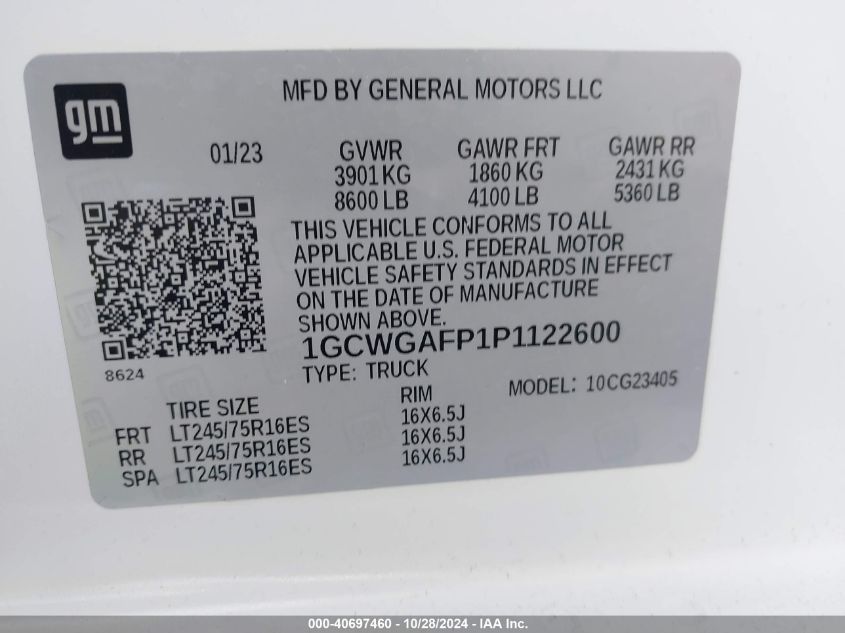 gm
MFD BY GENERAL MOTORS LLC
01/23 GVWR GAWR FRT GAWR RR
3901 KG 1860 KG 2431 KG
8600 LB 4100 LB 5360 LB
THIS VEHICLE CONFORMS TO ALL
APPLICABLE U.S. FEDERAL MOTOR
VEHICLE SAFETY STANDARDS IN EFFECT
ON THE DATE OF MANUFACTURE
SHOWN ABOVE.
1GCWGAFP1P1122600
8624
TYPE: TRUCK MODEL: 10CG23405
TIRE SIZE RIM
FRT LT245/75R16ES 16X6.5J
RR LT245/75R16ES 16X6.5J
SPA LT245/75R16ES 16X6.5J
000-40697460 - 10/28/2024 - IAA Inc.